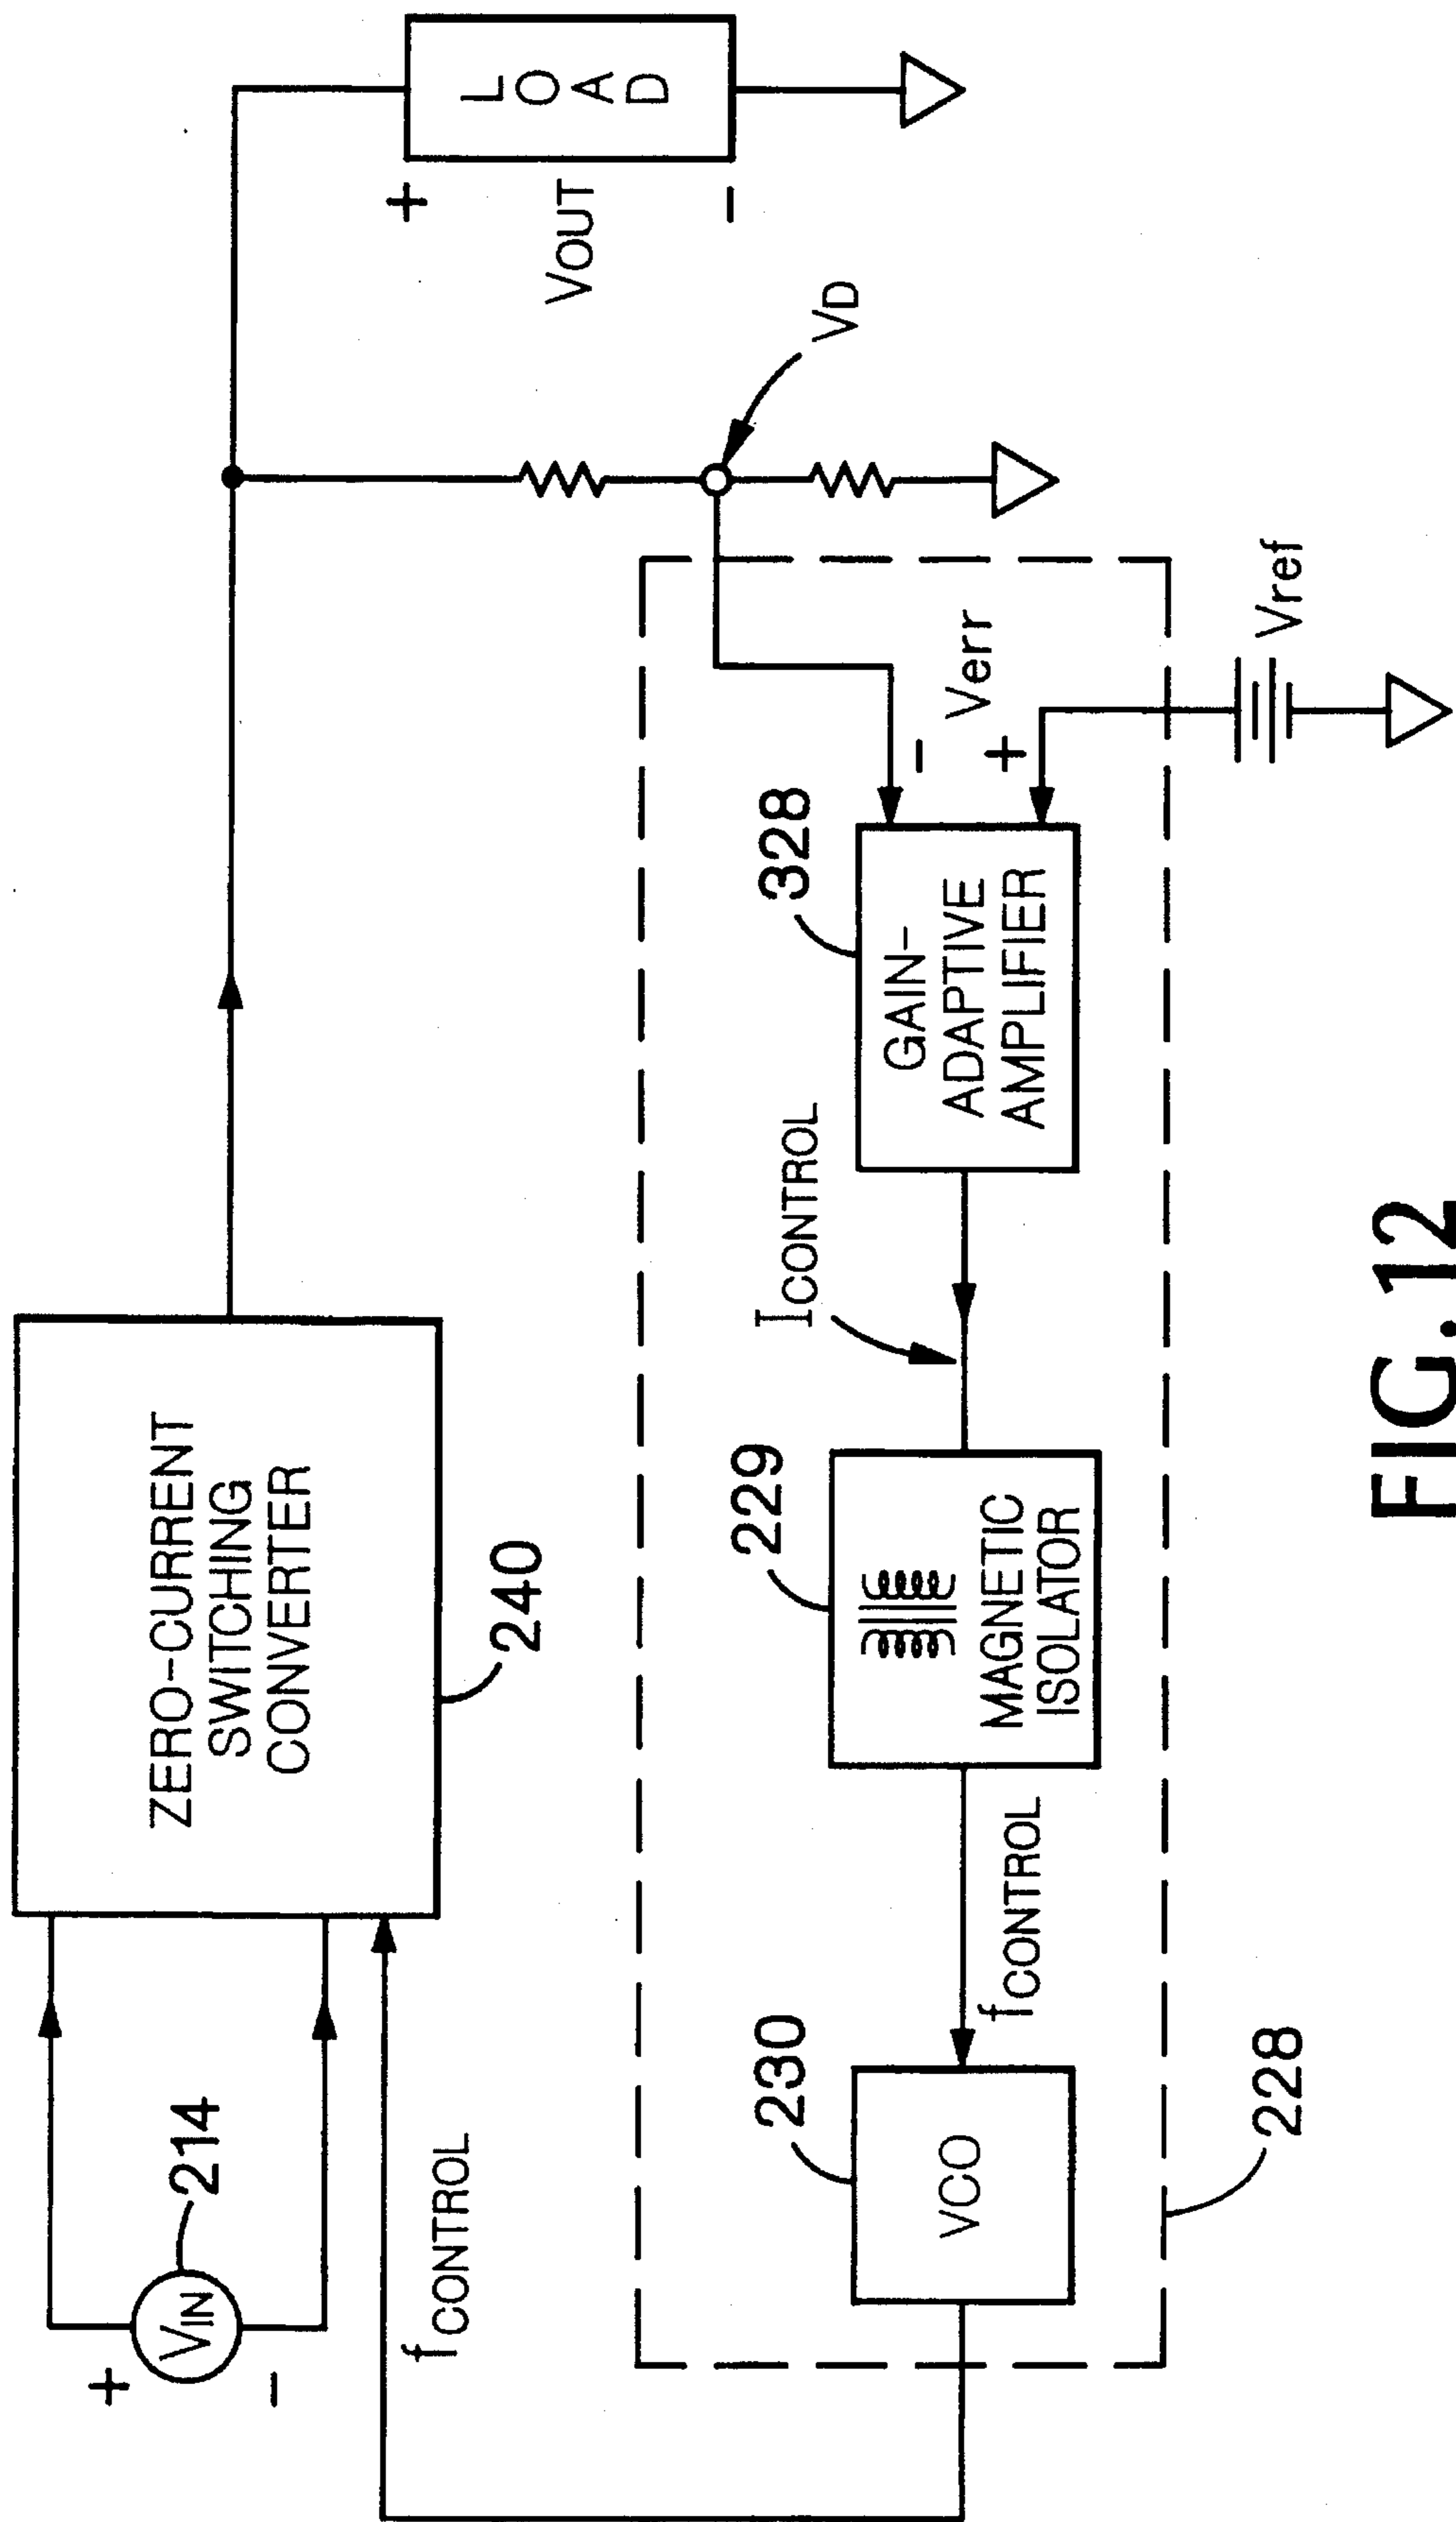 ZERO-CURRENT
SWITCHING
CONVERTER
240
+
VIN
-
214
fCONTROL
+
VOUT
-
LOAD
VD
Verr
-
+
Vref
328
GAIN-
ADAPTIVE
AMPLIFIER
ICONTROL
229
MAGNETIC
ISOLATOR
fCONTROL
230
VCO
228
FIG. 12